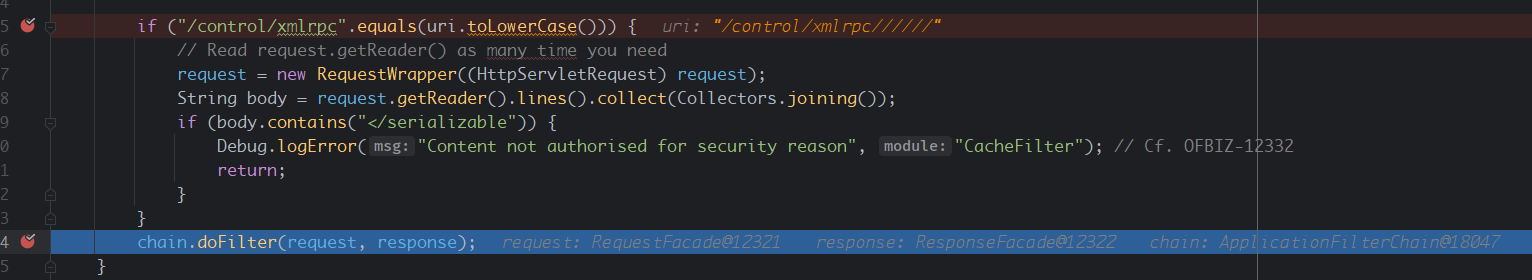 5 if ("/control/xmlrpc".equals(uri.toLowerCase())) { uri: "/control/xmlrpc//////"
6 // Read request.getReader() as many time you need
7 request = new RequestWrapper((HttpServletRequest) request);
8 String body = request.getReader().lines().collect(Collectors.joining());
9 if (body.contains("</serializable")) {
0 Debug.logError( msg: "Content not authorised for security reason", module: "CacheFilter"); // Cf. OFBIZ-12332
1 return;
2 }
3 }
4 chain.doFilter(request, response); request: RequestFacade@12321 response: ResponseFacade@12322 chain: ApplicationFilterChain@18047
5 }